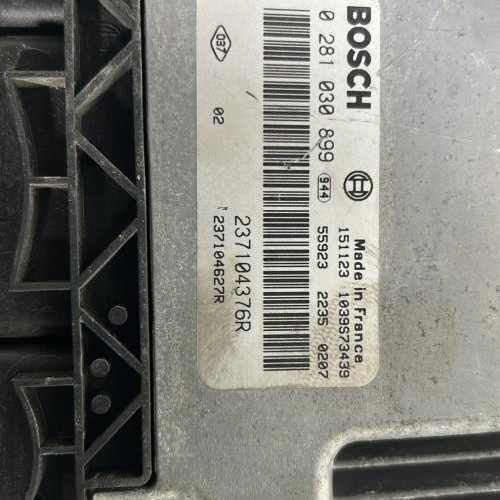 BOSCH
0 281 030 899
944
Made in France
151123 1039S73439
55923 2235 0207
037
02
237104376R
237104627R